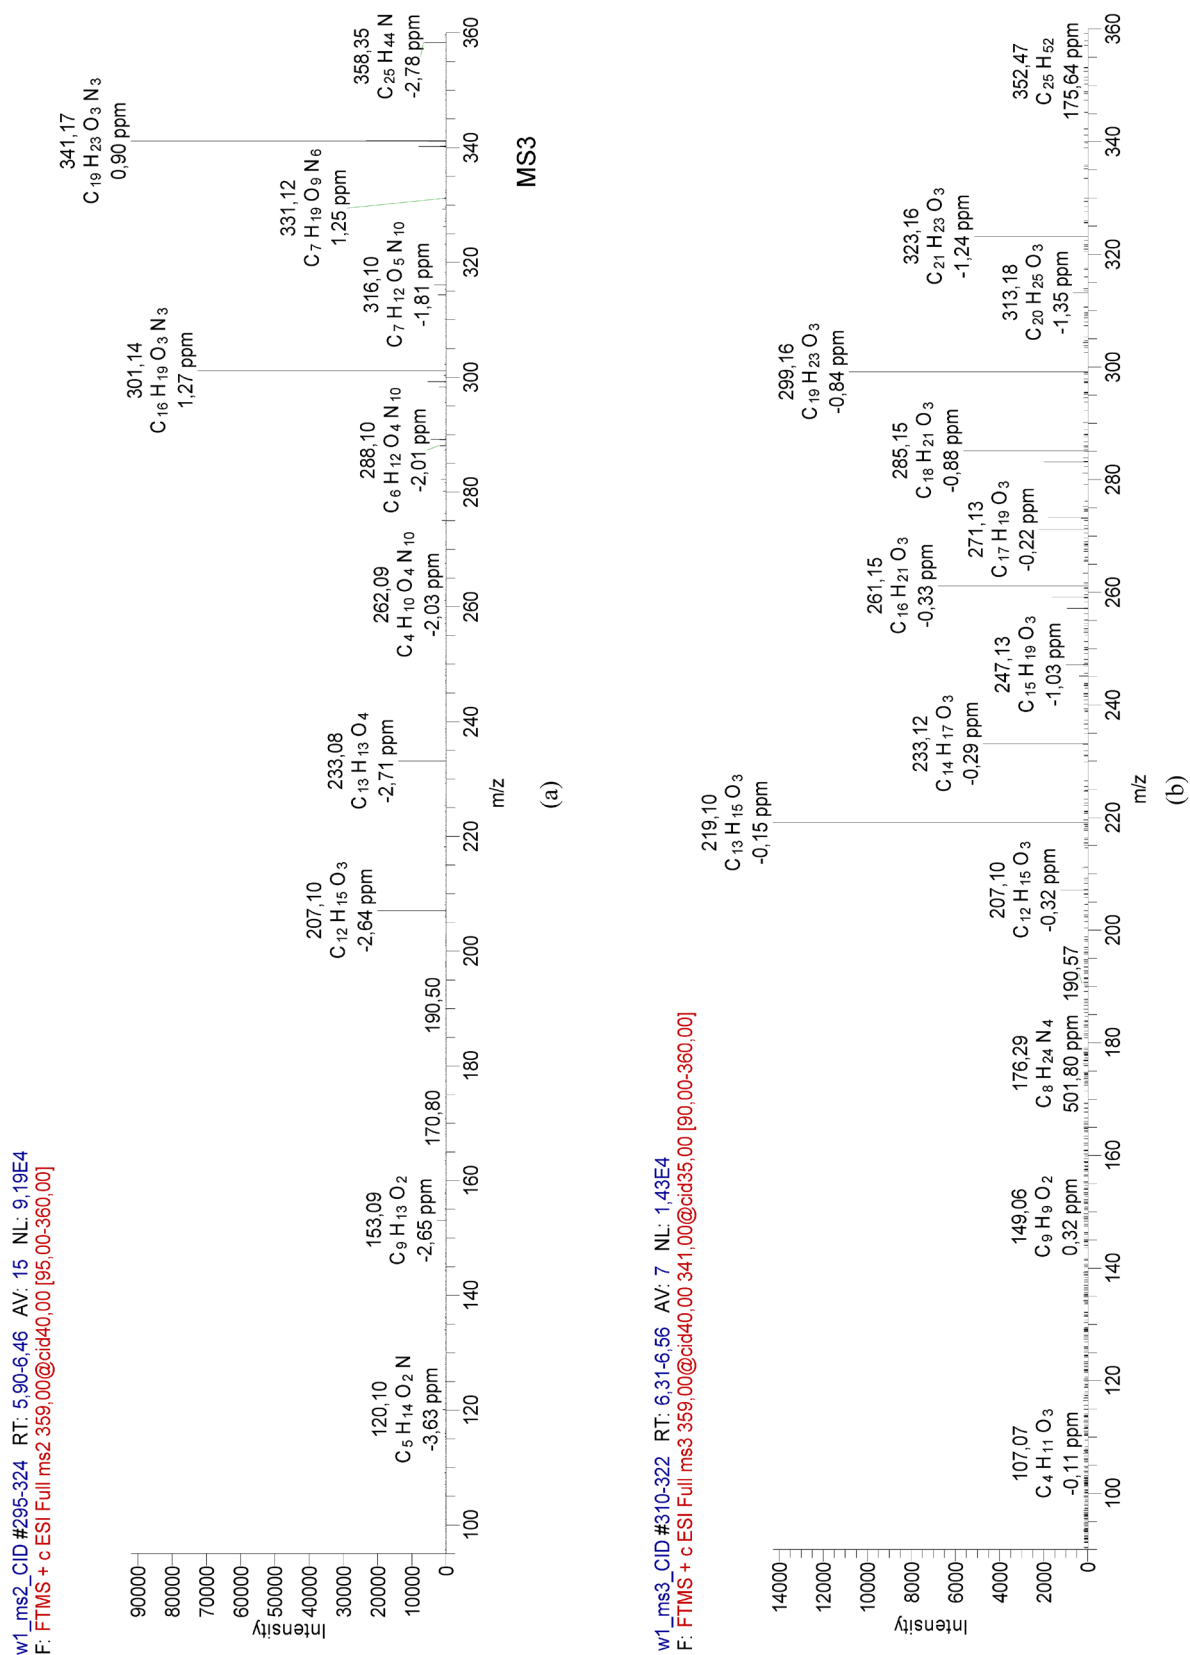 w1_ms2_CID #295-324 RT: 5,90-6,46 AV: 15 NL: 9,19E4
F: FTMS + c ESI Full ms2 359,00@cid40,00 [95,00-360,00]
90000
80000
70000
60000
50000
40000
30000
20000
10000
0
Intensity
120,10
C5 H14 O2 N
-3,63 ppm
153,09
C9 H13 O2
-2,65 ppm
170,80
190,50
207,10
C12 H15 O3
-2,64 ppm
233,08
C13 H13 O4
-2,71 ppm
262,09
C4 H10 O4 N10
-2,03 ppm
288,10
C6 H12 O4 N10
-2,01 ppm
301,14
C16 H19 O3 N3
1,27 ppm
316,10
C7 H12 O5 N10
-1,81 ppm
331,12
C7 H19 O9 N6
1,25 ppm
341,17
C19 H23 O3 N3
0,90 ppm
358,35
C25 H44 N
-2,78 ppm
100 120 140 160 180 200 220 240 260 280 300 320 340 360
m/z
(a)
MS3
w1_ms3_CID #310-322 RT: 6,31-6,56 AV: 7 NL: 1,43E4
F: FTMS + c ESI Full ms3 359,00@cid40,00 341,00@cid35,00 [90,00-360,00]
14000
12000
10000
8000
6000
4000
2000
0
Intensity
107,07
C4 H11 O3
-0,11 ppm
149,06
C9 H9 O2
0,32 ppm
176,29
C8 H24 N4
501,80 ppm
190,57
207,10
C12 H15 O3
-0,32 ppm
219,10
C13 H15 O3
-0,15 ppm
233,12
C14 H17 O3
-0,29 ppm
247,13
C15 H19 O3
-1,03 ppm
261,15
C16 H21 O3
-0,33 ppm
271,13
C17 H19 O3
-0,22 ppm
285,15
C18 H21 O3
-0,88 ppm
299,16
C19 H23 O3
-0,84 ppm
313,18
C20 H25 O3
-1,35 ppm
323,16
C21 H23 O3
-1,24 ppm
352,47
C25 H52
175,64 ppm
100 120 140 160 180 200 220 240 260 280 300 320 340 360
m/z
(b)